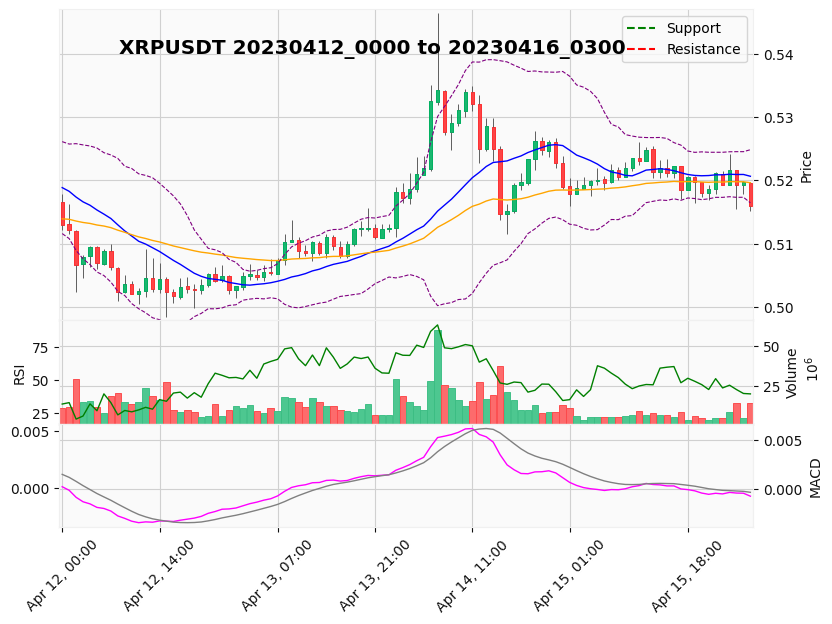 XRPUSDT 20230412_0000 to 20230416_0300
Support
Resistance
0.54
0.53
0.52
0.51
0.50
Price
75
50
25
RSI
50
25
Volume
10^6
0.005
0.000
0.005
0.000
MACD
Apr 12, 00:00
Apr 12, 14:00
Apr 13, 07:00
Apr 13, 21:00
Apr 14, 11:00
Apr 15, 01:00
Apr 15, 18:00